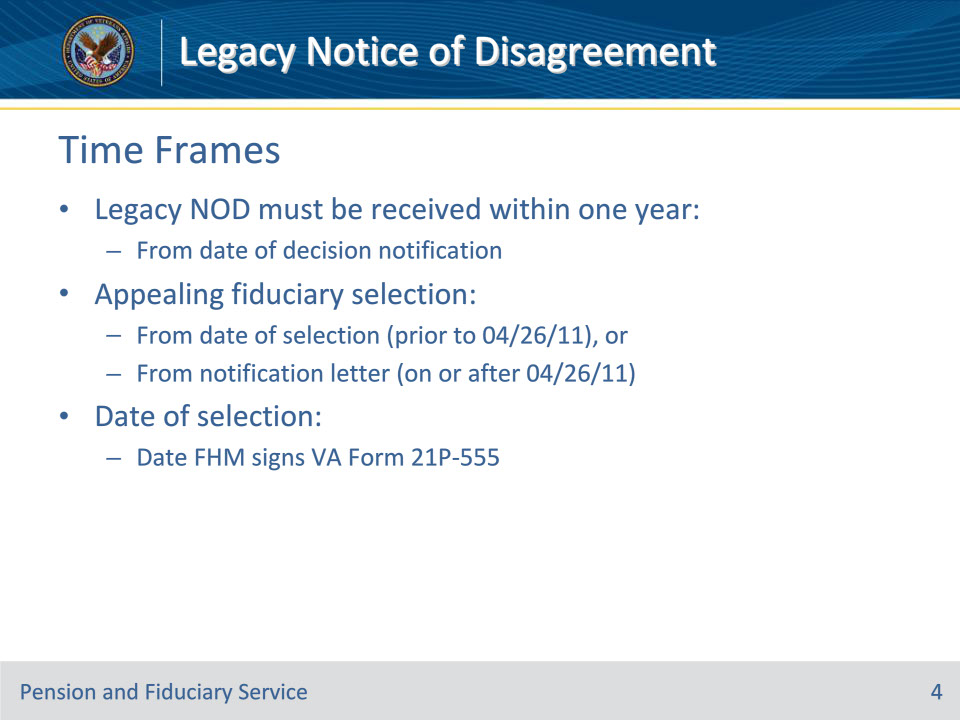 Legacy Notice of Disagreement
Time Frames
• Legacy NOD must be received within one year:
– From date of decision notification
• Appealing fiduciary selection:
– From date of selection (prior to 04/26/11), or
– From notification letter (on or after 04/26/11)
• Date of selection:
– Date FHM signs VA Form 21P-555
Pension and Fiduciary Service
4